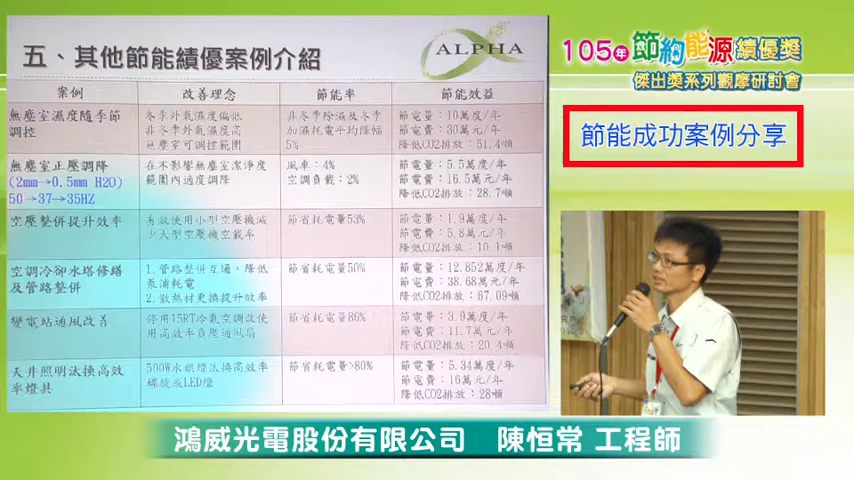 五、其他節能績優案例介紹
ALPHA
105年節約能源績優獎
傑出獎系列觀摩研討會
節能成功案例分享
案例 改善理念 節能率 節能效益
無塵室濕度隨季節調控
冬季外氣濕度偏低
非冬季外氣濕度高
無塵室可調控範圍
非冬季除濕及冬季加濕耗電平均降幅5%
節電量：10萬度/年
節電費：30萬元/年
降低CO2排放：51.4噸
無塵室正壓調降
(2mm→0.5mm H2O)
50→37→35HZ
在不影響無塵室潔淨度
範圍內適度調降
風車：4%
空調負載：2%
節電量：5.5萬度/年
節電費：16.5萬元/年
降低CO2排放：28.7噸
空壓整併提升效率
有效使用小型空壓機減
少大型空壓機空載率
節省耗電量53%
節電量：1.9萬度/年
節電費：5.8萬元/年
降低CO2排放：10.1噸
空調冷卻水塔修繕
及管路整併
1.管路整併互通，降低
泵浦耗電
2.散熱材更換提升效率
節省耗電量50%
節電量：12.852萬度/年
節電費：38.68萬元/年
降低CO2排放：67.09噸
變電站通風改善
停用15RT冷氣空調改使
用高效率負壓通風扇
節省耗電量86%
節電量：3.9萬度/年
節電費：11.7萬元/年
降低CO2排放：20.4噸
天井照明汰換高效
率燈具
500W水銀燈汰換高效率
螺旋或LED燈
節省耗電量>80%
節電量：5.34萬度/年
節電費：16萬元/年
降低CO2排放：28噸
鴻威光電股份有限公司 陳恒常 工程師